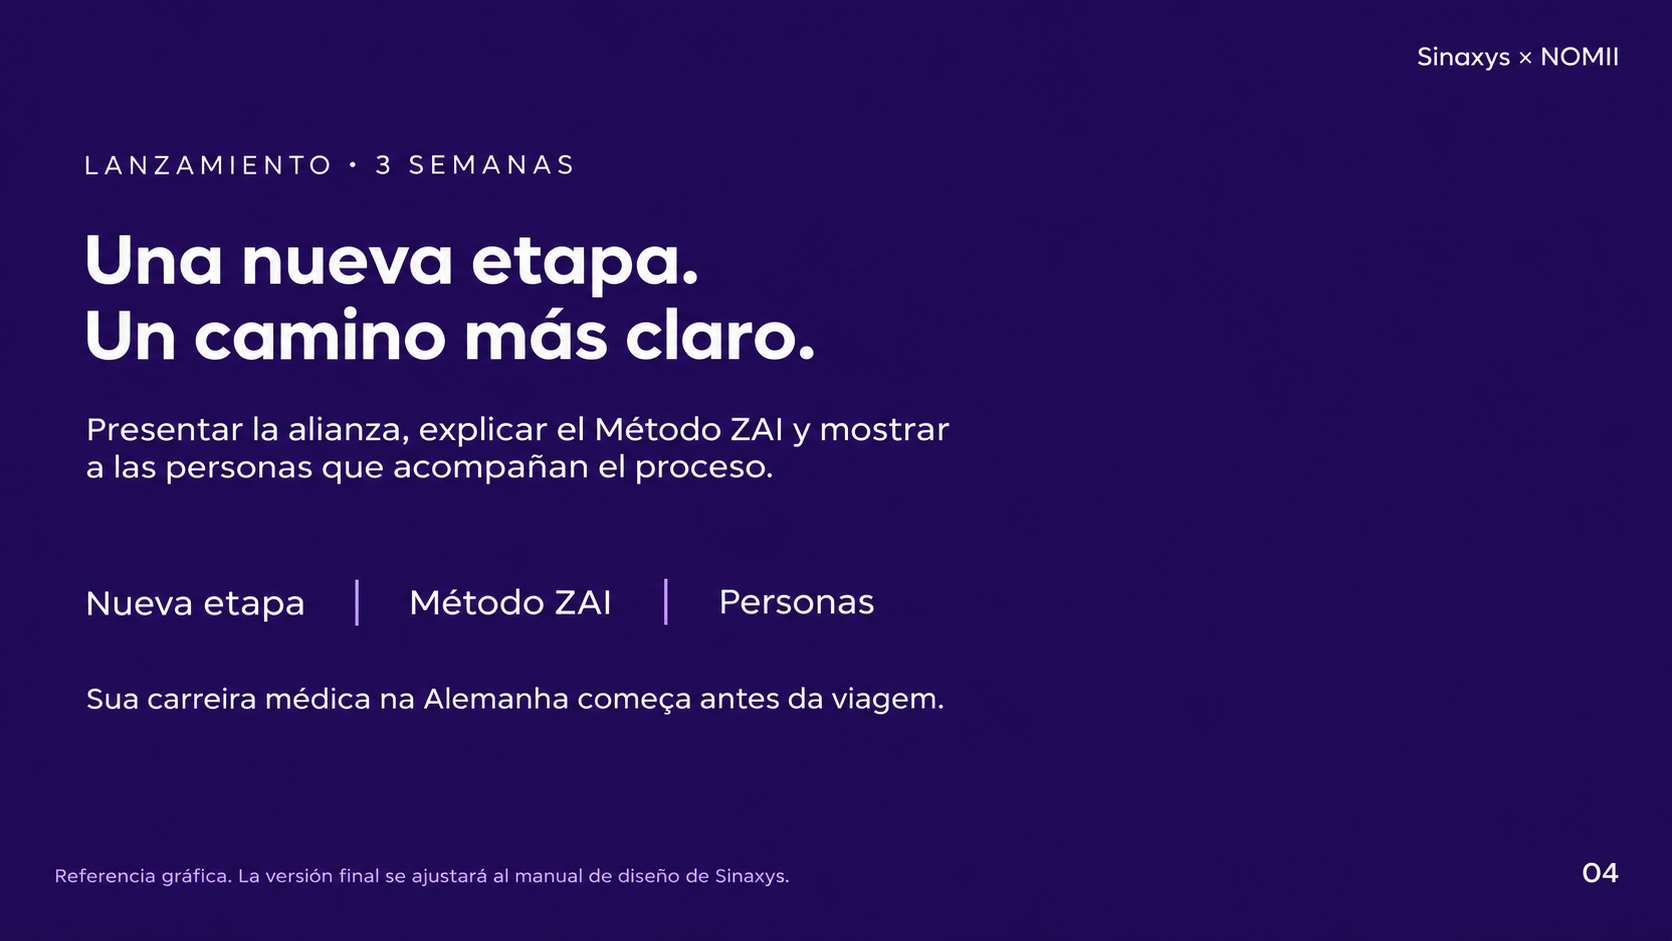 Sinaxys × NOMII
LANZAMIENTO • 3 SEMANAS
Una nueva etapa.
Un camino más claro.
Presentar la alianza, explicar el Método ZAI y mostrar
a las personas que acompañan el proceso.
Nueva etapa | Método ZAI | Personas
Sua carreira médica na Alemanha começa antes da viagem.
Referencia gráfica. La versión final se ajustará al manual de diseño de Sinaxys.
04